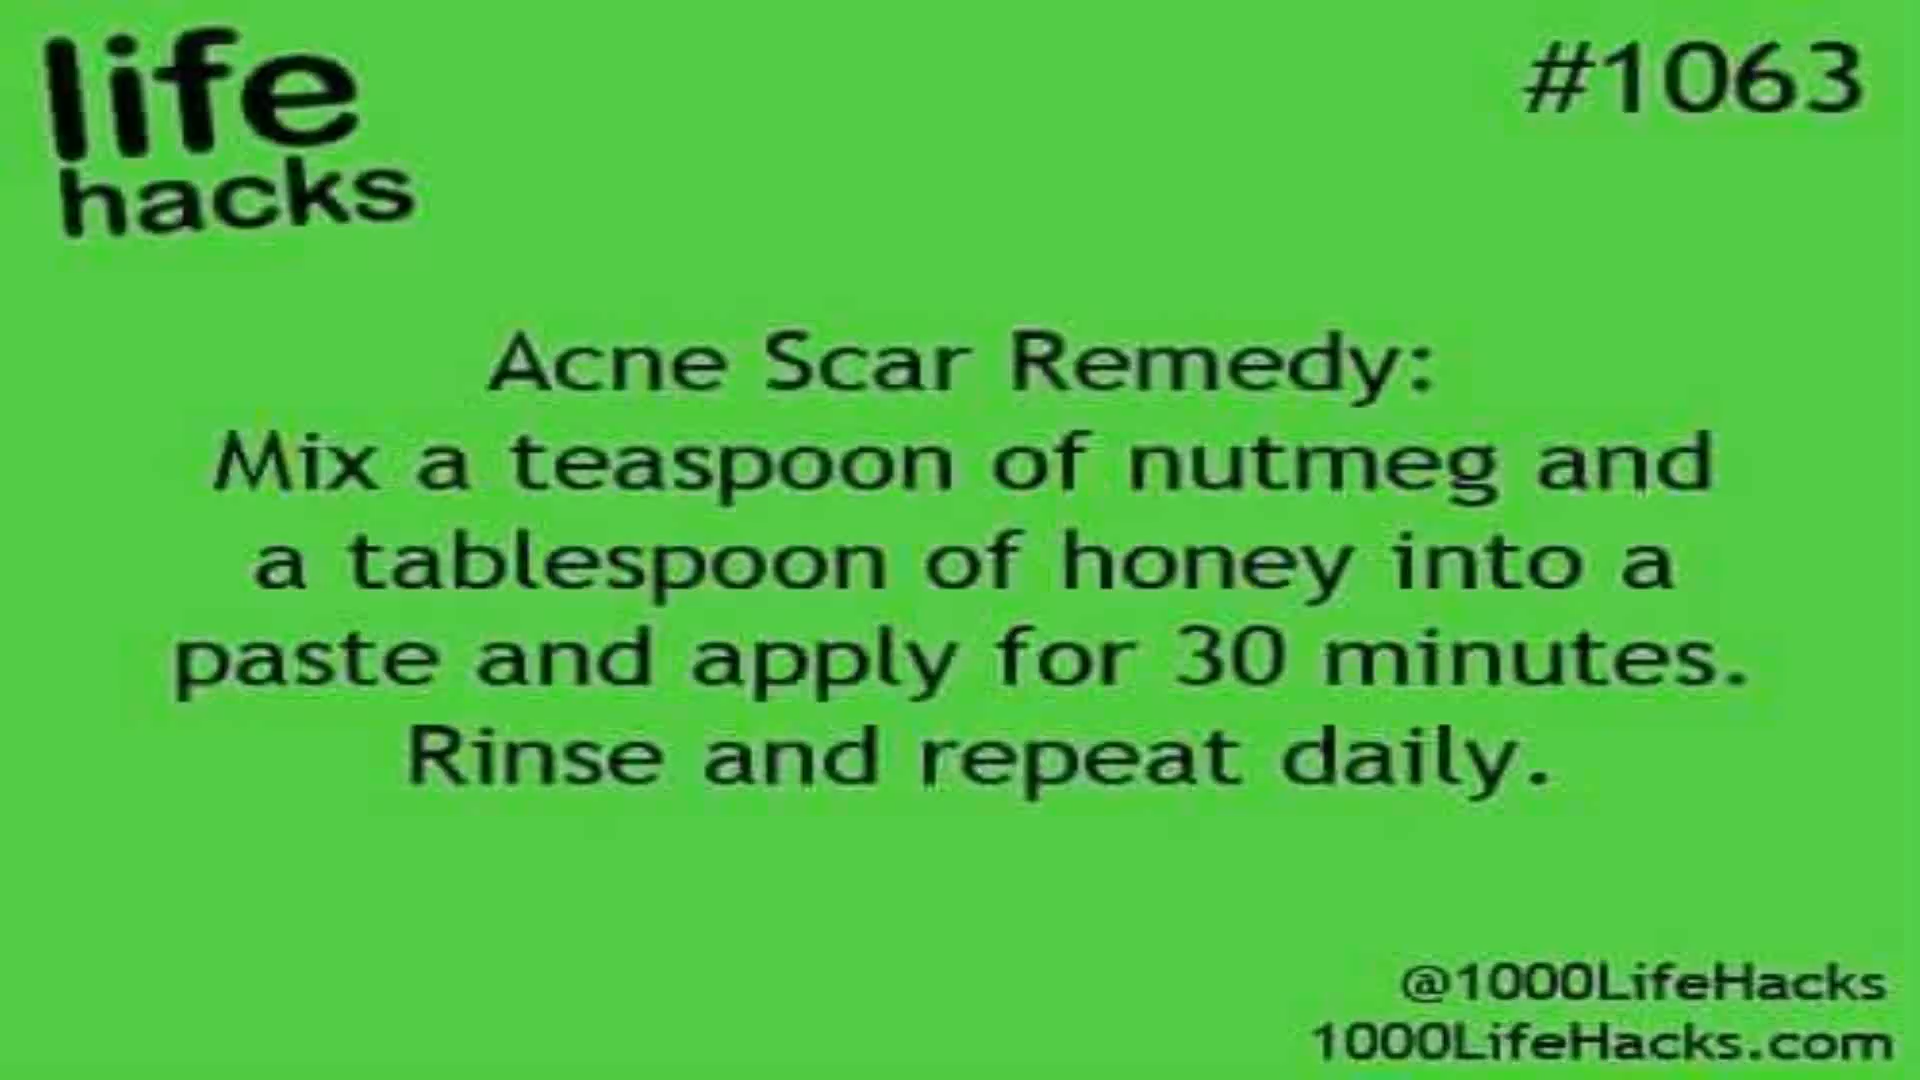 life
hacks
#1063
Acne Scar Remedy:
Mix a teaspoon of nutmeg and
a tablespoon of honey into a
paste and apply for 30 minutes.
Rinse and repeat daily.
@1000LifeHacks
1000LifeHacks.com